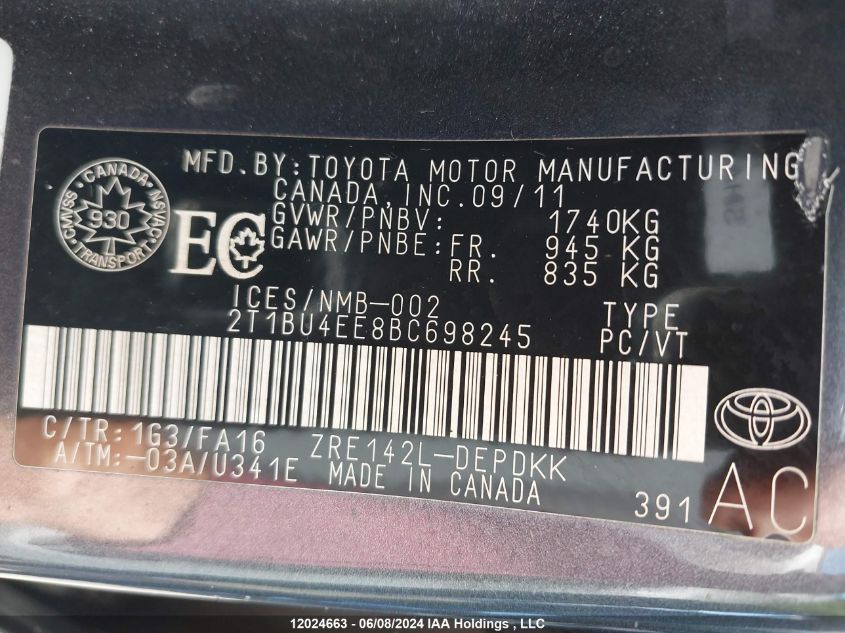 MFD.BY:TOYOTA MOTOR MANUFACTURING
CANADA,INC.09/11
GVWR/PNBV: 1740KG
GAWR/PNBE:FR. 945 KG
RR. 835 KG
CANADA
930
TRANSPORT
EC
ICES/NMB-002 TYPE
2T1BU4EE8BC698245 PC/VT
C/TR:1G3/FA16 ZRE142L-DEPDKK
A/TM:-03A/U341E MADE IN CANADA
391 AC
12024663 - 06/08/2024 IAA Holdings , LLC